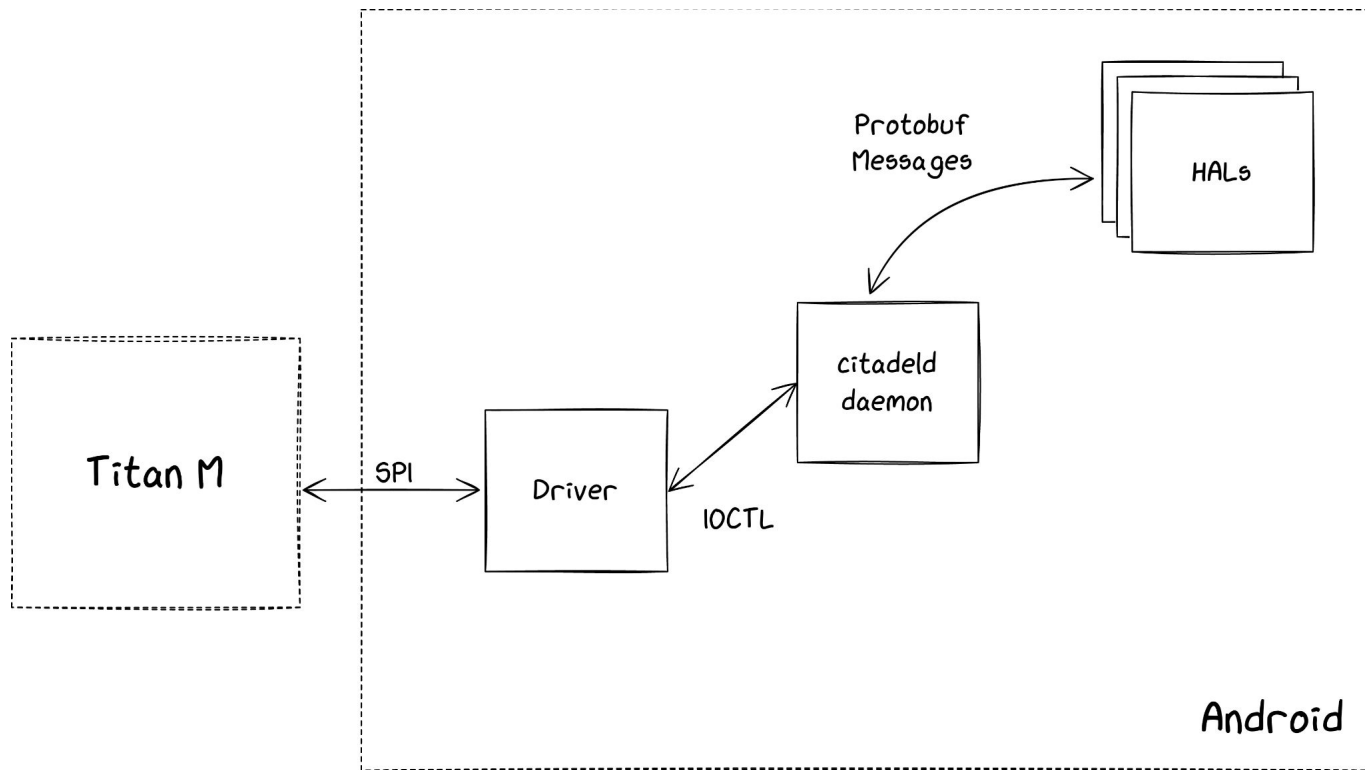 Protobuf
Messages
HALs
citadeld
daemon
Titan M
SPI
Driver
IOCTL
Android